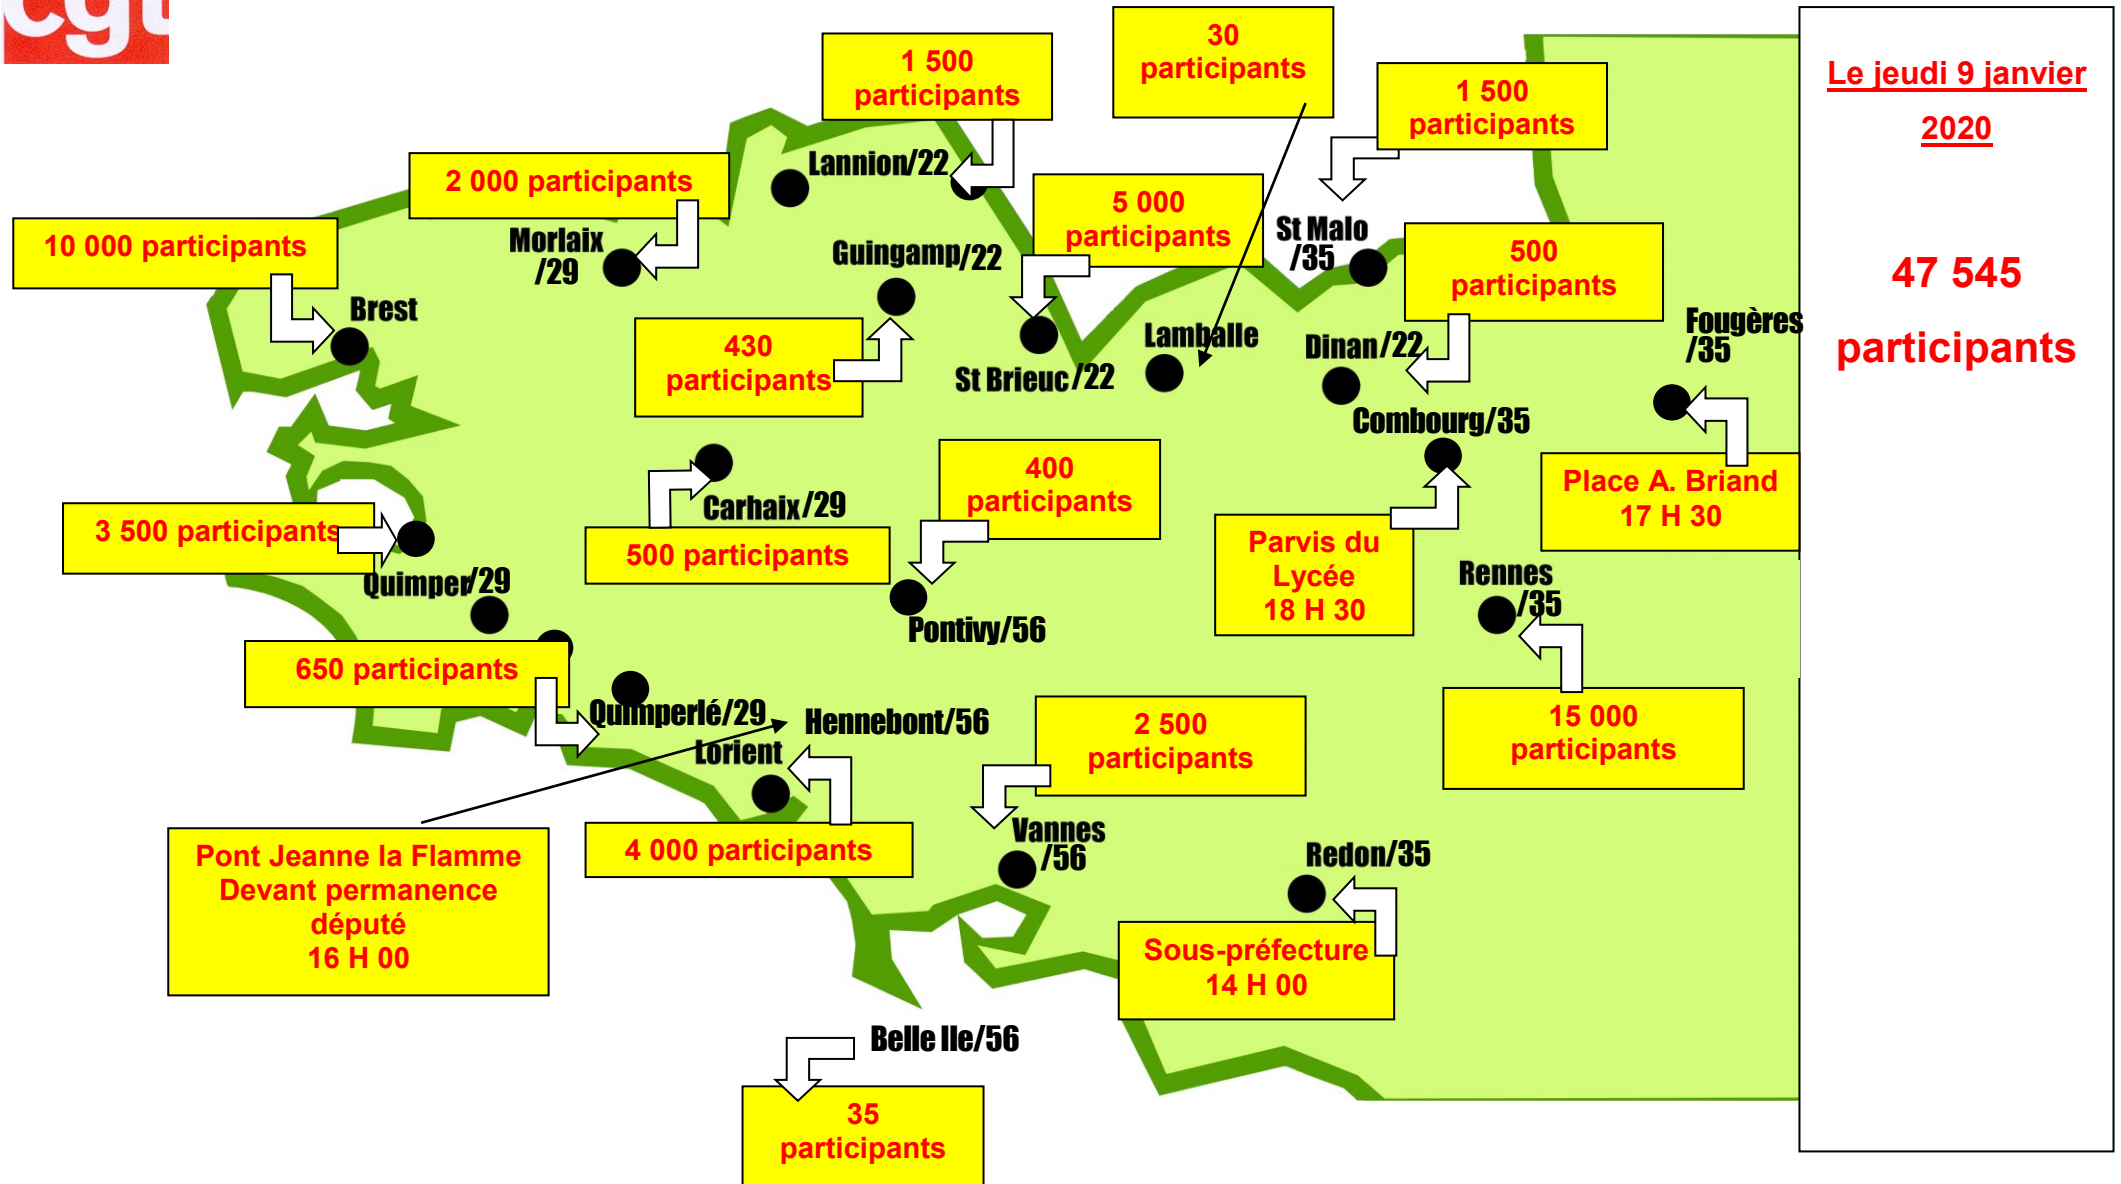 cgt
30
participants
1 500
participants
1 500
participants
Le jeudi 9 janvier
2020
47 545
participants
2 000 participants
Lannion/22
5 000
participants
10 000 participants
Morlaix
/29
Guingamp/22
St Malo
/35
500
participants
Brest
430
participants
St Brieuc/22
Lamballe
Dinan/22
Fougères
/35
Combourg/35
400
participants
Carhaix/29
Place A. Briand
17 H 30
3 500 participants
500 participants
Parvis du
Lycée
18 H 30
Quimper/29
Rennes
/35
Pontivy/56
650 participants
Quimperlé/29
Hennebont/56
2 500
participants
15 000
participants
Lorient
Pont Jeanne la Flamme
Devant permanence
député
16 H 00
4 000 participants
Vannes
/56
Redon/35
Sous-préfecture
14 H 00
Belle Ile/56
35
participants